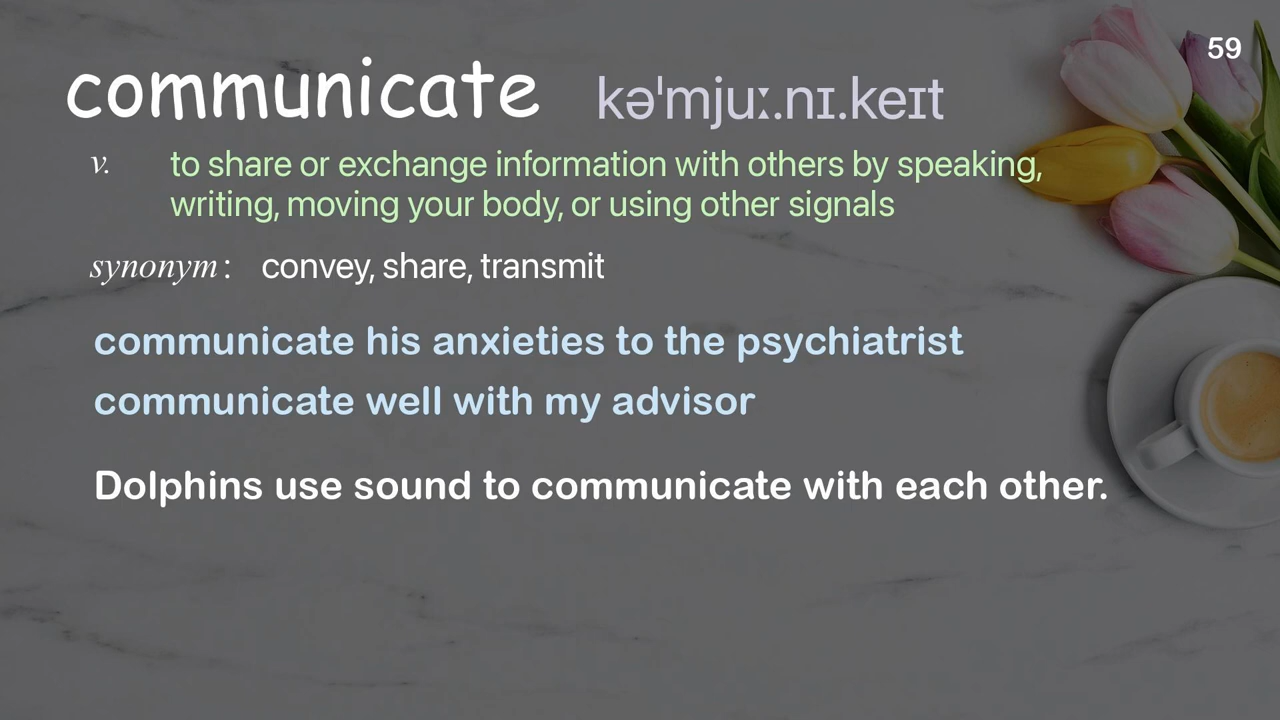 59
communicate kəˈmjuː.nɪ.keɪt
v. to share or exchange information with others by speaking,
writing, moving your body, or using other signals
synonym : convey, share, transmit
communicate his anxieties to the psychiatrist
communicate well with my advisor
Dolphins use sound to communicate with each other.